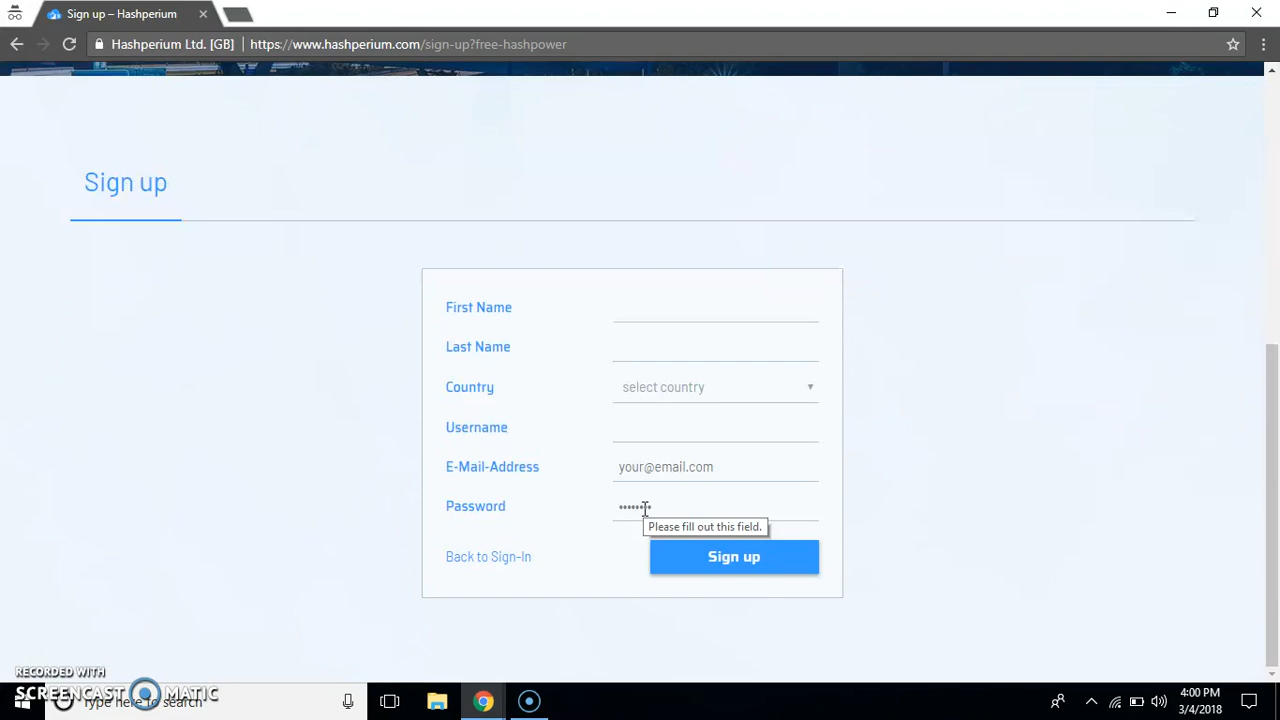 Sign up – Hashperium
Hashperium Ltd. [GB] https://www.hashperium.com/sign-up?free-hashpower
Sign up
First Name
Last Name
Country select country
Username
E-Mail-Address your@email.com
Password ••••••••
Please fill out this field.
Back to Sign-In Sign up
RECORDED WITH
SCREENCAST MATIC
Type here to search
4:00 PM
3/4/2018